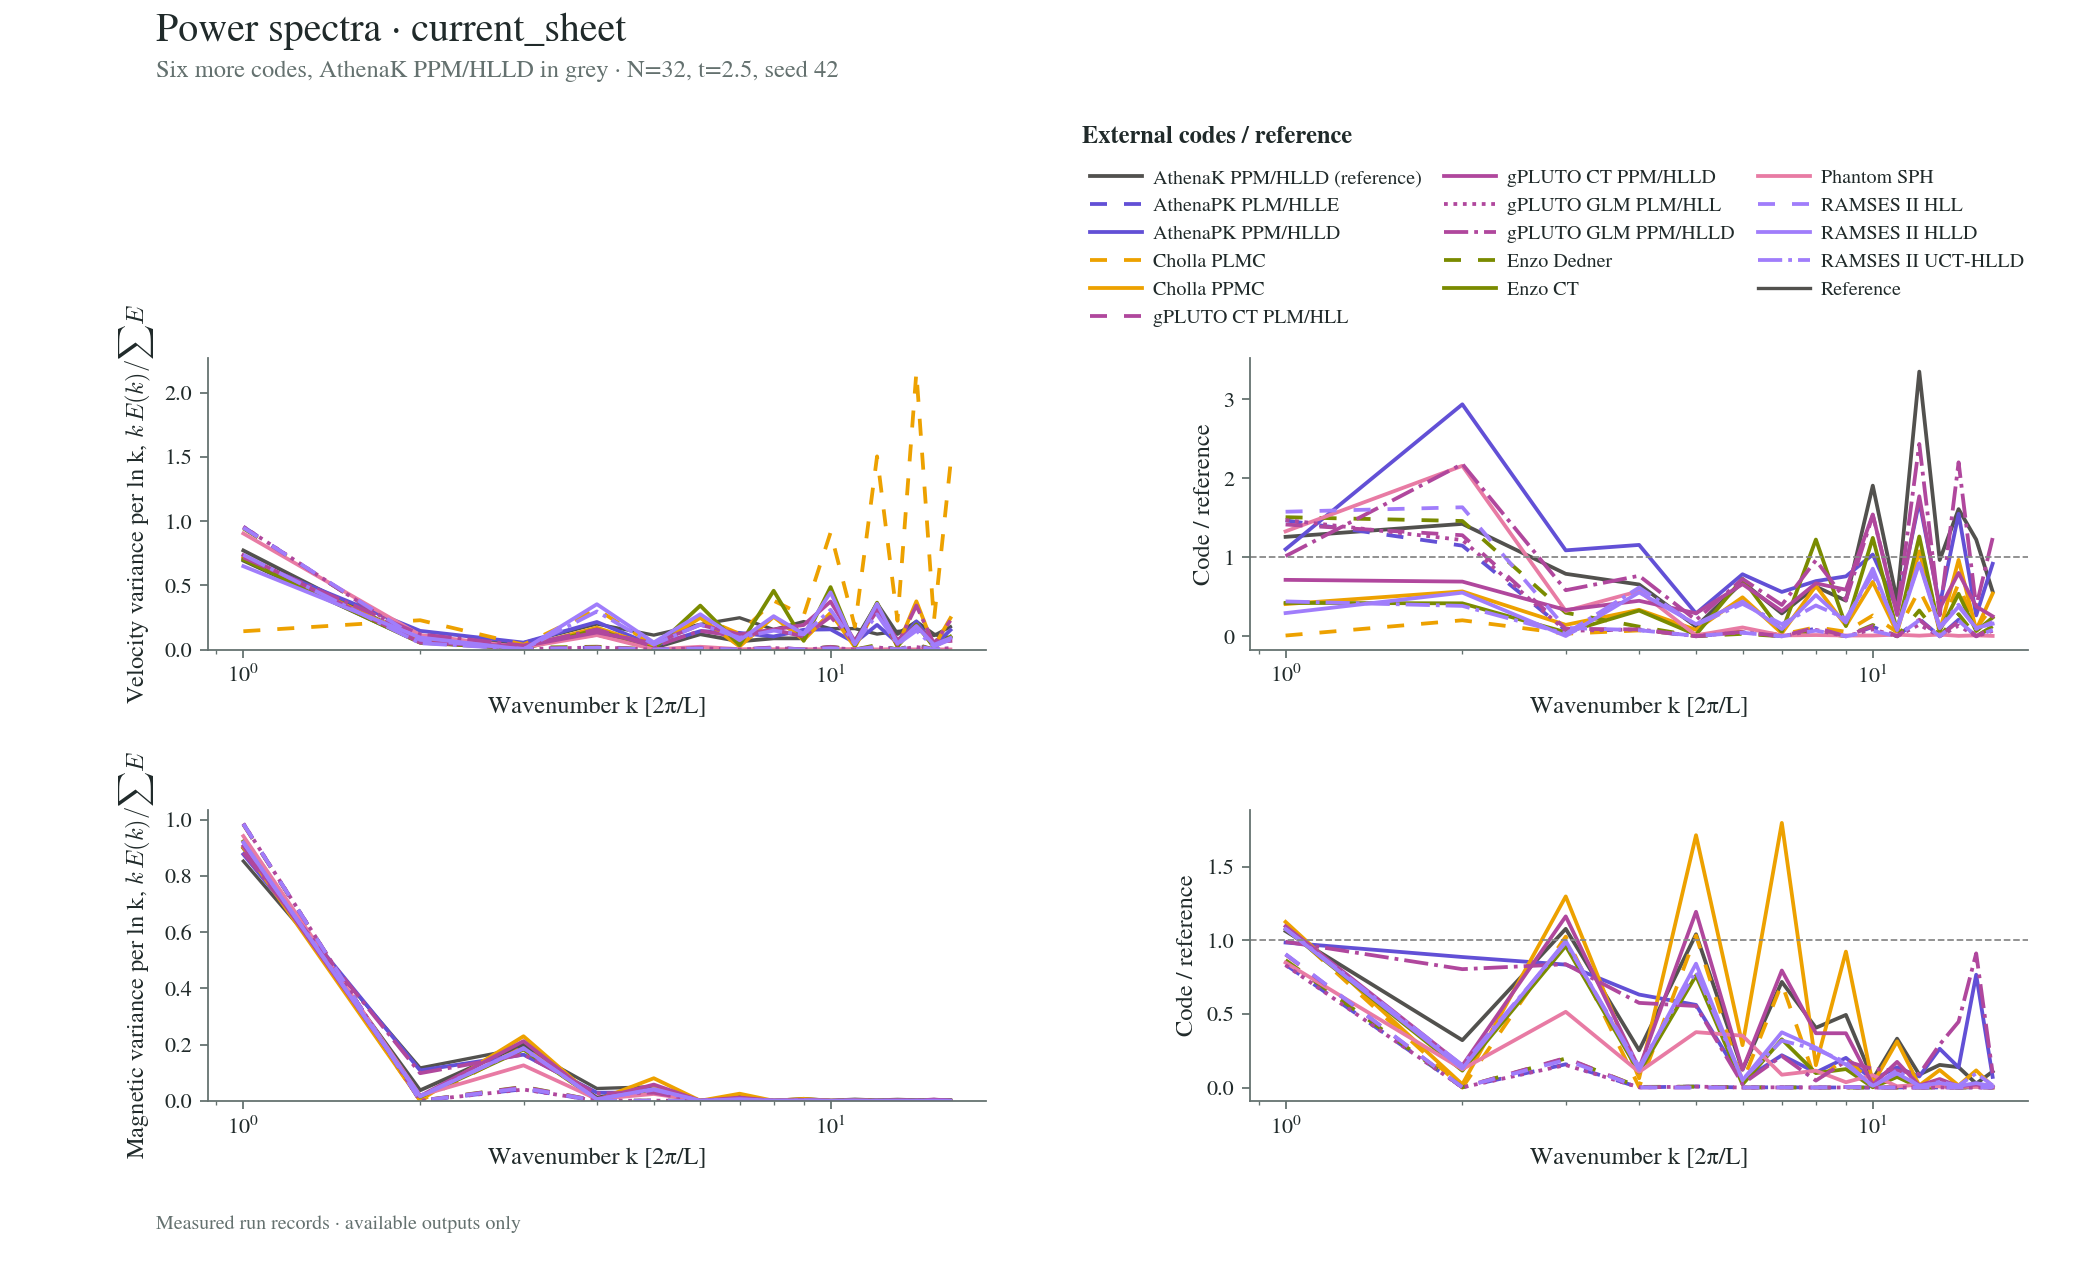 Power spectra · current_sheet
Six more codes, AthenaK PPM/HLLD in grey · N=32, t=2.5, seed 42
External codes / reference
AthenaK PPM/HLLD (reference)
AthenaPK PLM/HLLE
AthenaPK PPM/HLLD
Cholla PLMC
Cholla PPMC
gPLUTO CT PLM/HLL
gPLUTO CT PPM/HLLD
gPLUTO GLM PLM/HLL
gPLUTO GLM PPM/HLLD
Enzo Dedner
Enzo CT
Phantom SPH
RAMSES II HLL
RAMSES II HLLD
RAMSES II UCT-HLLD
Reference
Velocity variance per ln k, k E(k)/∑E
2.0
1.5
1.0
0.5
0.0
10⁰
10¹
Wavenumber k [2π/L]
Code / reference
3
2
1
0
10⁰
10¹
Wavenumber k [2π/L]
Magnetic variance per ln k, k E(k)/∑E
1.0
0.8
0.6
0.4
0.2
0.0
10⁰
10¹
Wavenumber k [2π/L]
Code / reference
1.5
1.0
0.5
0.0
10⁰
10¹
Wavenumber k [2π/L]
Measured run records · available outputs only